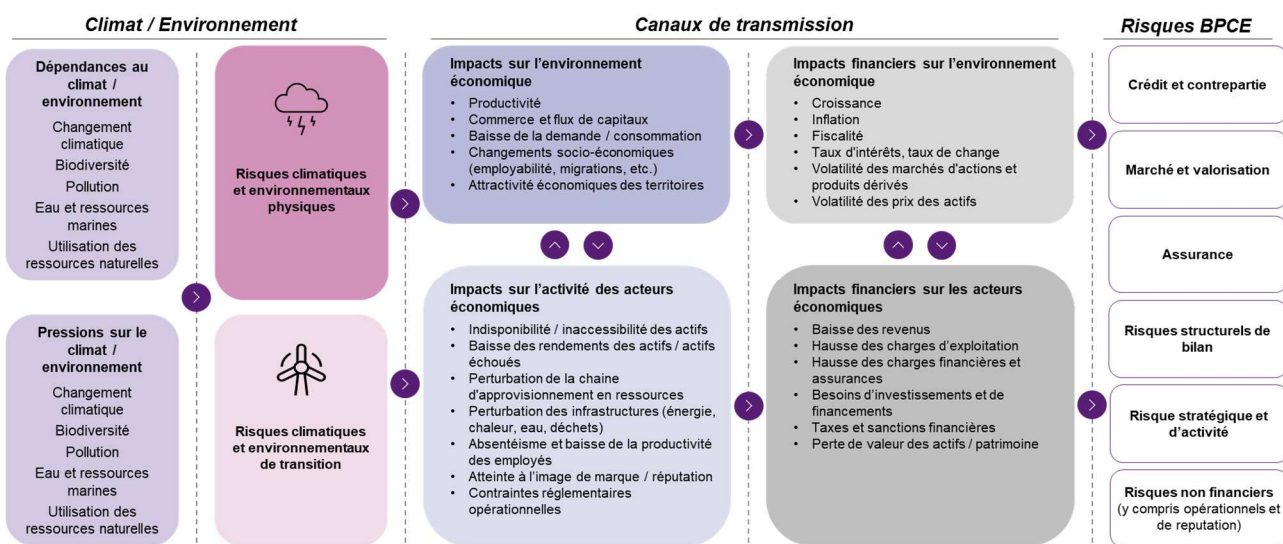 Climat / Environnement
Canaux de transmission
Risques BPCE
Dépendances au
climat /
environnement
Changement
climatique
Biodiversité
Pollution
Eau et ressources
marines
Utilisation des
ressources naturelles
Pressions sur le
climat /
environnement
Changement
climatique
Biodiversité
Pollution
Eau et ressources
marines
Utilisation des
ressources naturelles
Risques climatiques
et environnementaux
physiques
Risques climatiques
et environnementaux
de transition
Impacts sur l'environnement
économique
• Productivité
• Commerce et flux de capitaux
• Baisse de la demande / consommation
• Changements socio-économiques
(employabilité, migrations, etc.)
• Attractivité économiques des territoires
Impacts sur l'activité des acteurs
économiques
• Indisponibilité / inaccessibilité des actifs
• Baisse des rendements des actifs / actifs
échoués
• Perturbation de la chaine
d'approvisionnement en ressources
• Perturbation des infrastructures (énergie,
chaleur, eau, déchets)
• Absentéisme et baisse de la productivité
des employés
• Atteinte à l'image de marque / réputation
• Contraintes réglementaires
opérationnelles
Impacts financiers sur l'environnement
économique
• Croissance
• Inflation
• Fiscalité
• Taux d'intérêts, taux de change
• Volatilité des marchés d'actions et
produits dérivés
• Volatilité des prix des actifs
Impacts financiers sur les acteurs
économiques
• Baisse des revenus
• Hausse des charges d'exploitation
• Hausse des charges financières et
assurances
• Besoins d'investissements et de
financements
• Taxes et sanctions financières
• Perte de valeur des actifs / patrimoine
Crédit et contrepartie
Marché et valorisation
Assurance
Risques structurels de
bilan
Risque stratégique et
d'activité
Risques non financiers
(y compris opérationnels et
de reputation)